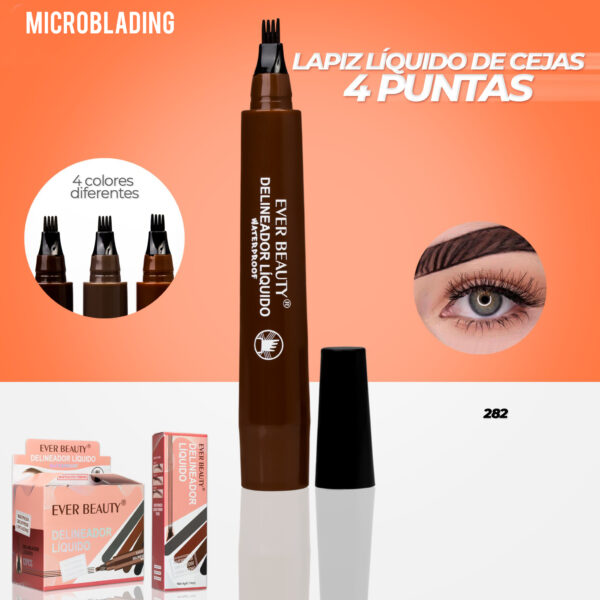 MICROBLADING
LAPIZ LÍQUIDO DE CEJAS
4 PUNTAS
4 colores
diferentes
EVER BEAUTY®
DELINEADOR LÍQUIDO
WATERPROOF
282
EVER BEAUTY®
DELINEADOR LÍQUIDO
EVER BEAUTY®
DELINEADOR
LÍQUIDO
EVER BEAUTY®
DELINEADOR
LÍQUIDO